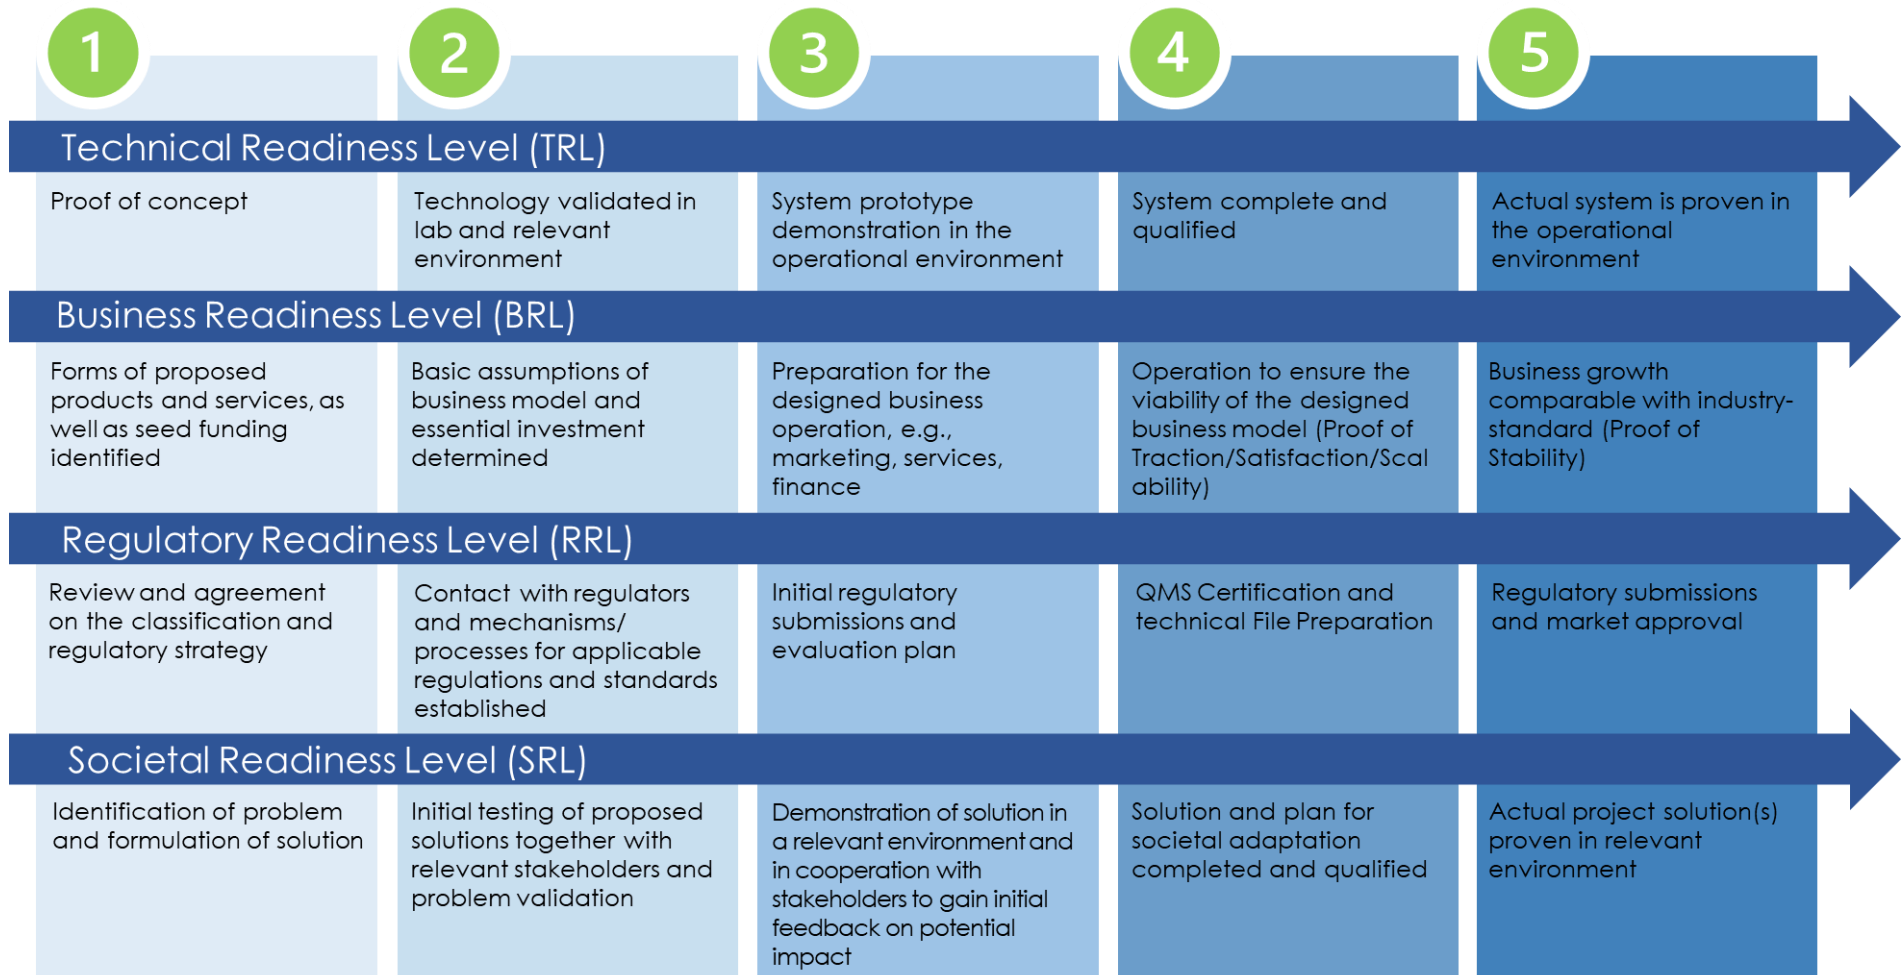 1
2
3
4
5
Technical Readiness Level (TRL)
Proof of concept
Technology validated in
lab and relevant
environment
System prototype
demonstration in the
operational environment
System complete and
qualified
Actual system is proven in
the operational
environment
Business Readiness Level (BRL)
Forms of proposed
products and services, as
well as seed funding
identified
Basic assumptions of
business model and
essential investment
determined
Preparation for the
designed business
operation, e.g.,
marketing, services,
finance
Operation to ensure the
viability of the designed
business model (Proof of
Traction/Satisfaction/Scal
ability)
Business growth
comparable with industry-
standard (Proof of
Stability)
Regulatory Readiness Level (RRL)
Review and agreement
on the classification and
regulatory strategy
Contact with regulators
and mechanisms/
processes for applicable
regulations and standards
established
Initial regulatory
submissions and
evaluation plan
QMS Certification and
technical File Preparation
Regulatory submissions
and market approval
Societal Readiness Level (SRL)
Identification of problem
and formulation of solution
Initial testing of proposed
solutions together with
relevant stakeholders and
problem validation
Demonstration of solution in
a relevant environment and
in cooperation with
stakeholders to gain initial
feedback on potential
impact
Solution and plan for
societal adaptation
completed and qualified
Actual project solution(s)
proven in relevant
environment